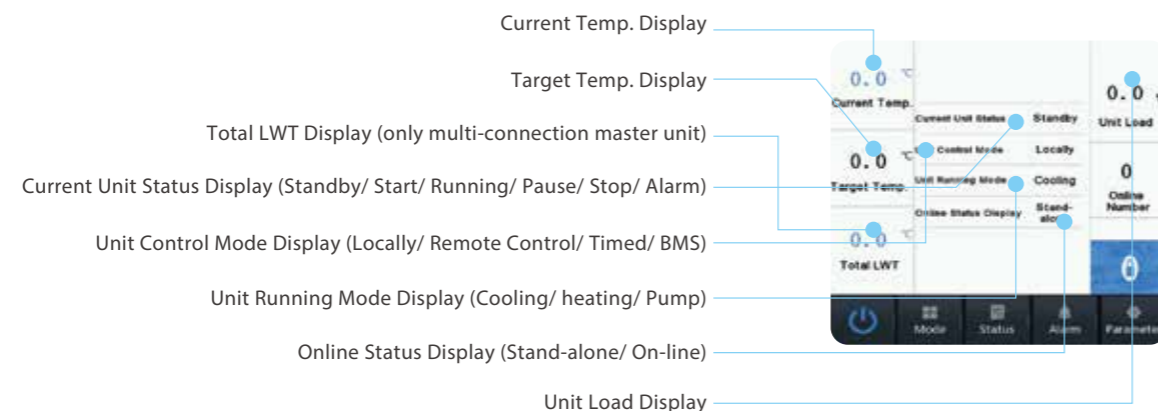 Current Temp. Display
Target Temp. Display
Total LWT Display (only multi-connection master unit)
Current Unit Status Display (Standby/ Start/ Running/ Pause/ Stop/ Alarm)
Unit Control Mode Display (Locally/ Remote Control/ Timed/ BMS)
Unit Running Mode Display (Cooling/ heating/ Pump)
Online Status Display (Stand-alone/ On-line)
Unit Load Display
0.0 ℃
Current Temp.
0.0 ℃
Target Temp.
0.0 ℃
Total LWT
Current Unit Status Standby
Control Mode Locally
Unit Running Mode Cooling
Online Status Display Stand-
0.0
Unit Load
0
Online
Number
Mode Status Alarm Paramete